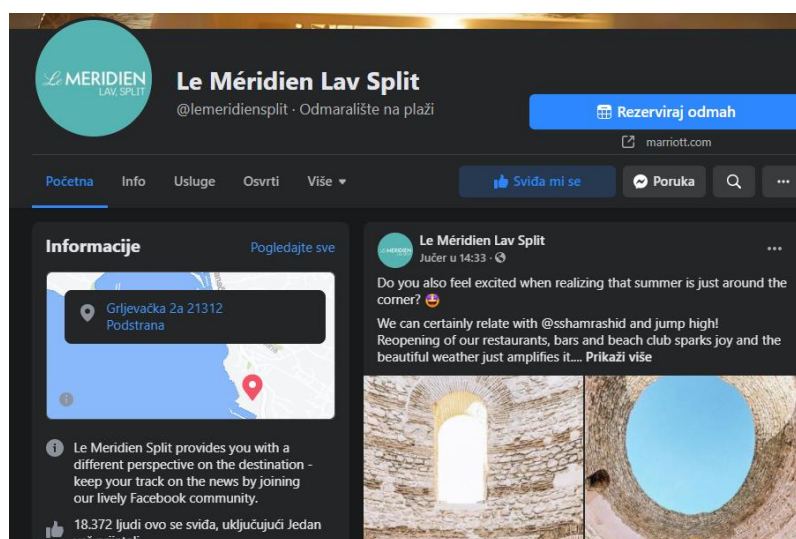 Le MERIDIEN
LAV, SPLIT
Le Méridien Lav Split
@lemeridiensplit · Odmaralište na plaži
Rezerviraj odmah
marriott.com
Početna
Info
Usluge
Osvrti
Više
Sviđa mi se
Poruka
Informacije
Pogledajte sve
Grljevačka 2a 21312
Podstrana
Le Meridien Split provides you with a
different perspective on the destination -
keep your track on the news by joining
our lively Facebook community.
18.372 ljudi ovo se sviđa, uključujući Jedan
Le Méridien Lav Split
Jučer u 14:33 ·
Do you also feel excited when realizing that summer is just around the
corner? 🤩
We can certainly relate with @sshamrashid and jump high!
Reopening of our restaurants, bars and beach club sparks joy and the
beautiful weather just amplifies it.... Prikaži više